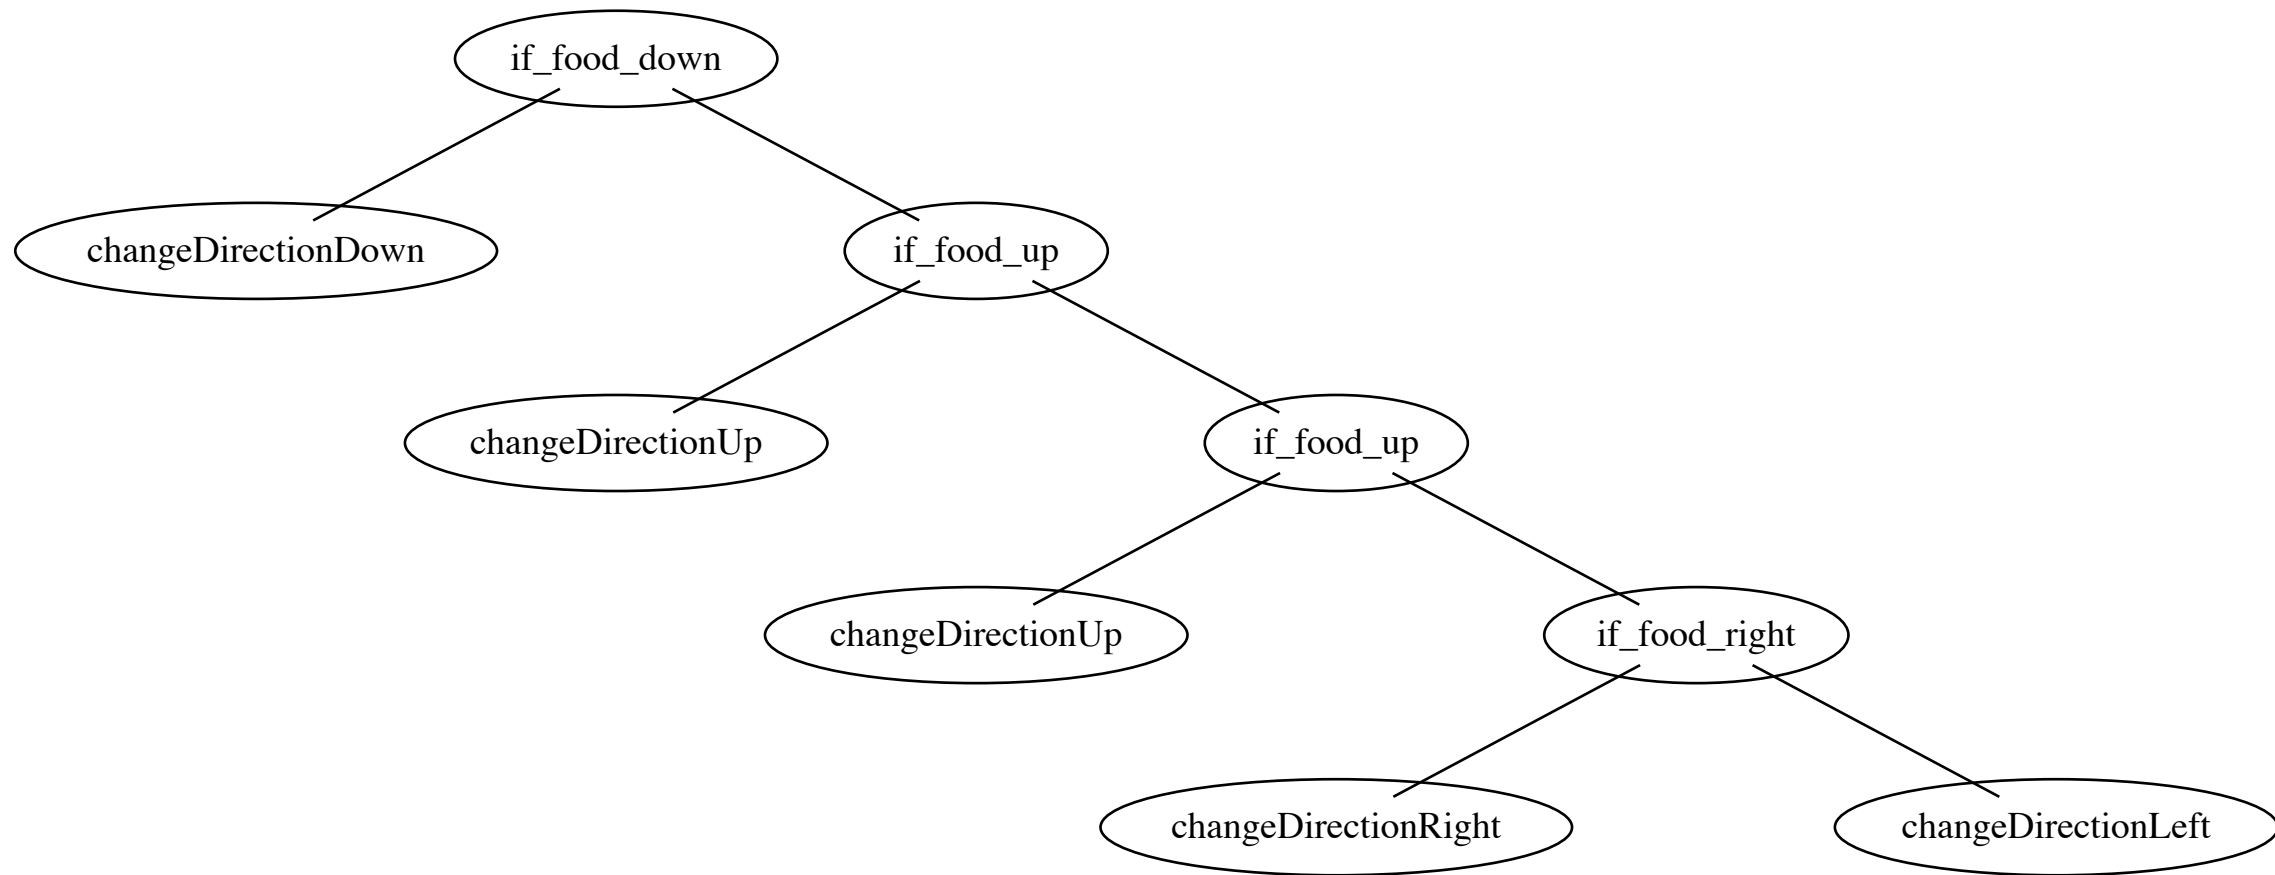 if_food_down
changeDirectionDown
if_food_up
changeDirectionUp
if_food_up
changeDirectionUp
if_food_right
changeDirectionRight
changeDirectionLeft